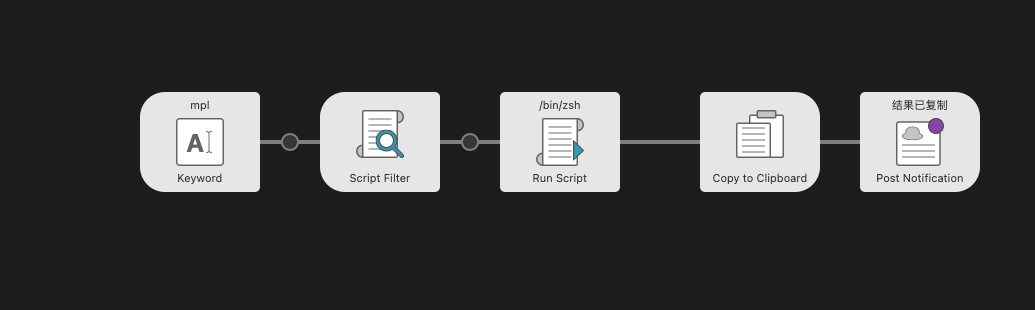 mpl
A
Keyword
Script Filter
/bin/zsh
Run Script
Copy to Clipboard
结果已复制
Post Notification